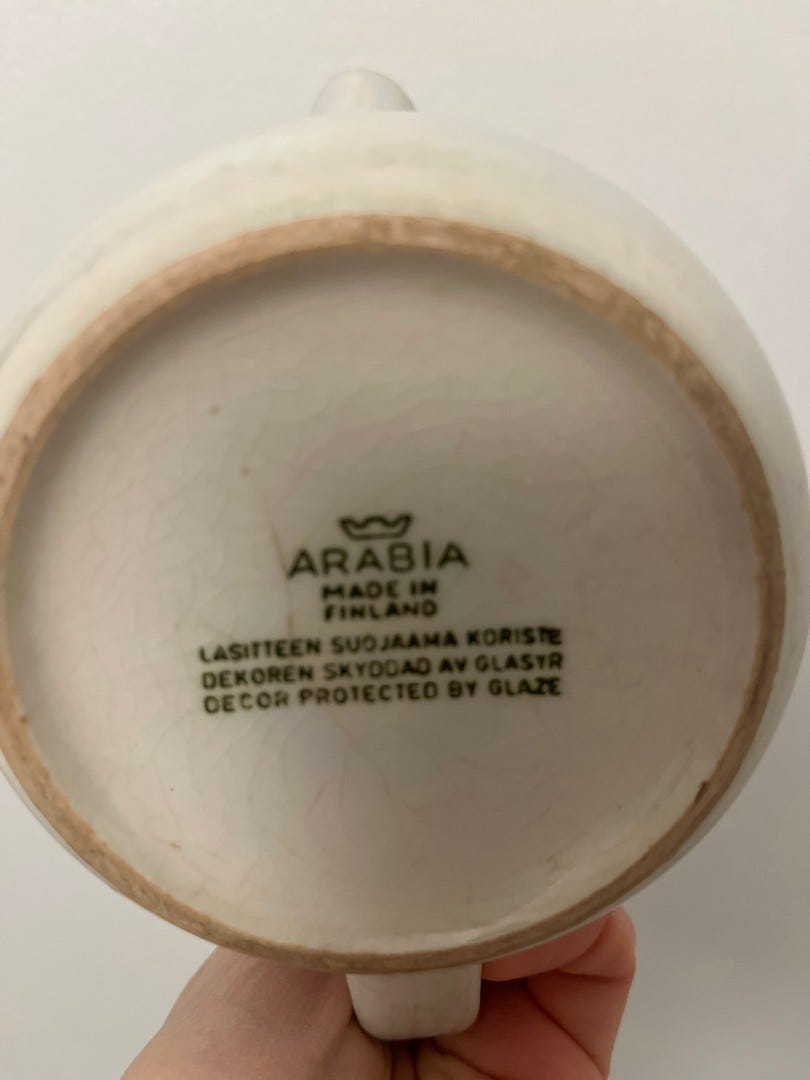 ARABIA
MADE IN
FINLAND
LASITTEEN SUOJAAMA KORISTE
DEKOREN SKYDDAD AV GLASYR
DECOR PROTECTED BY GLAZE